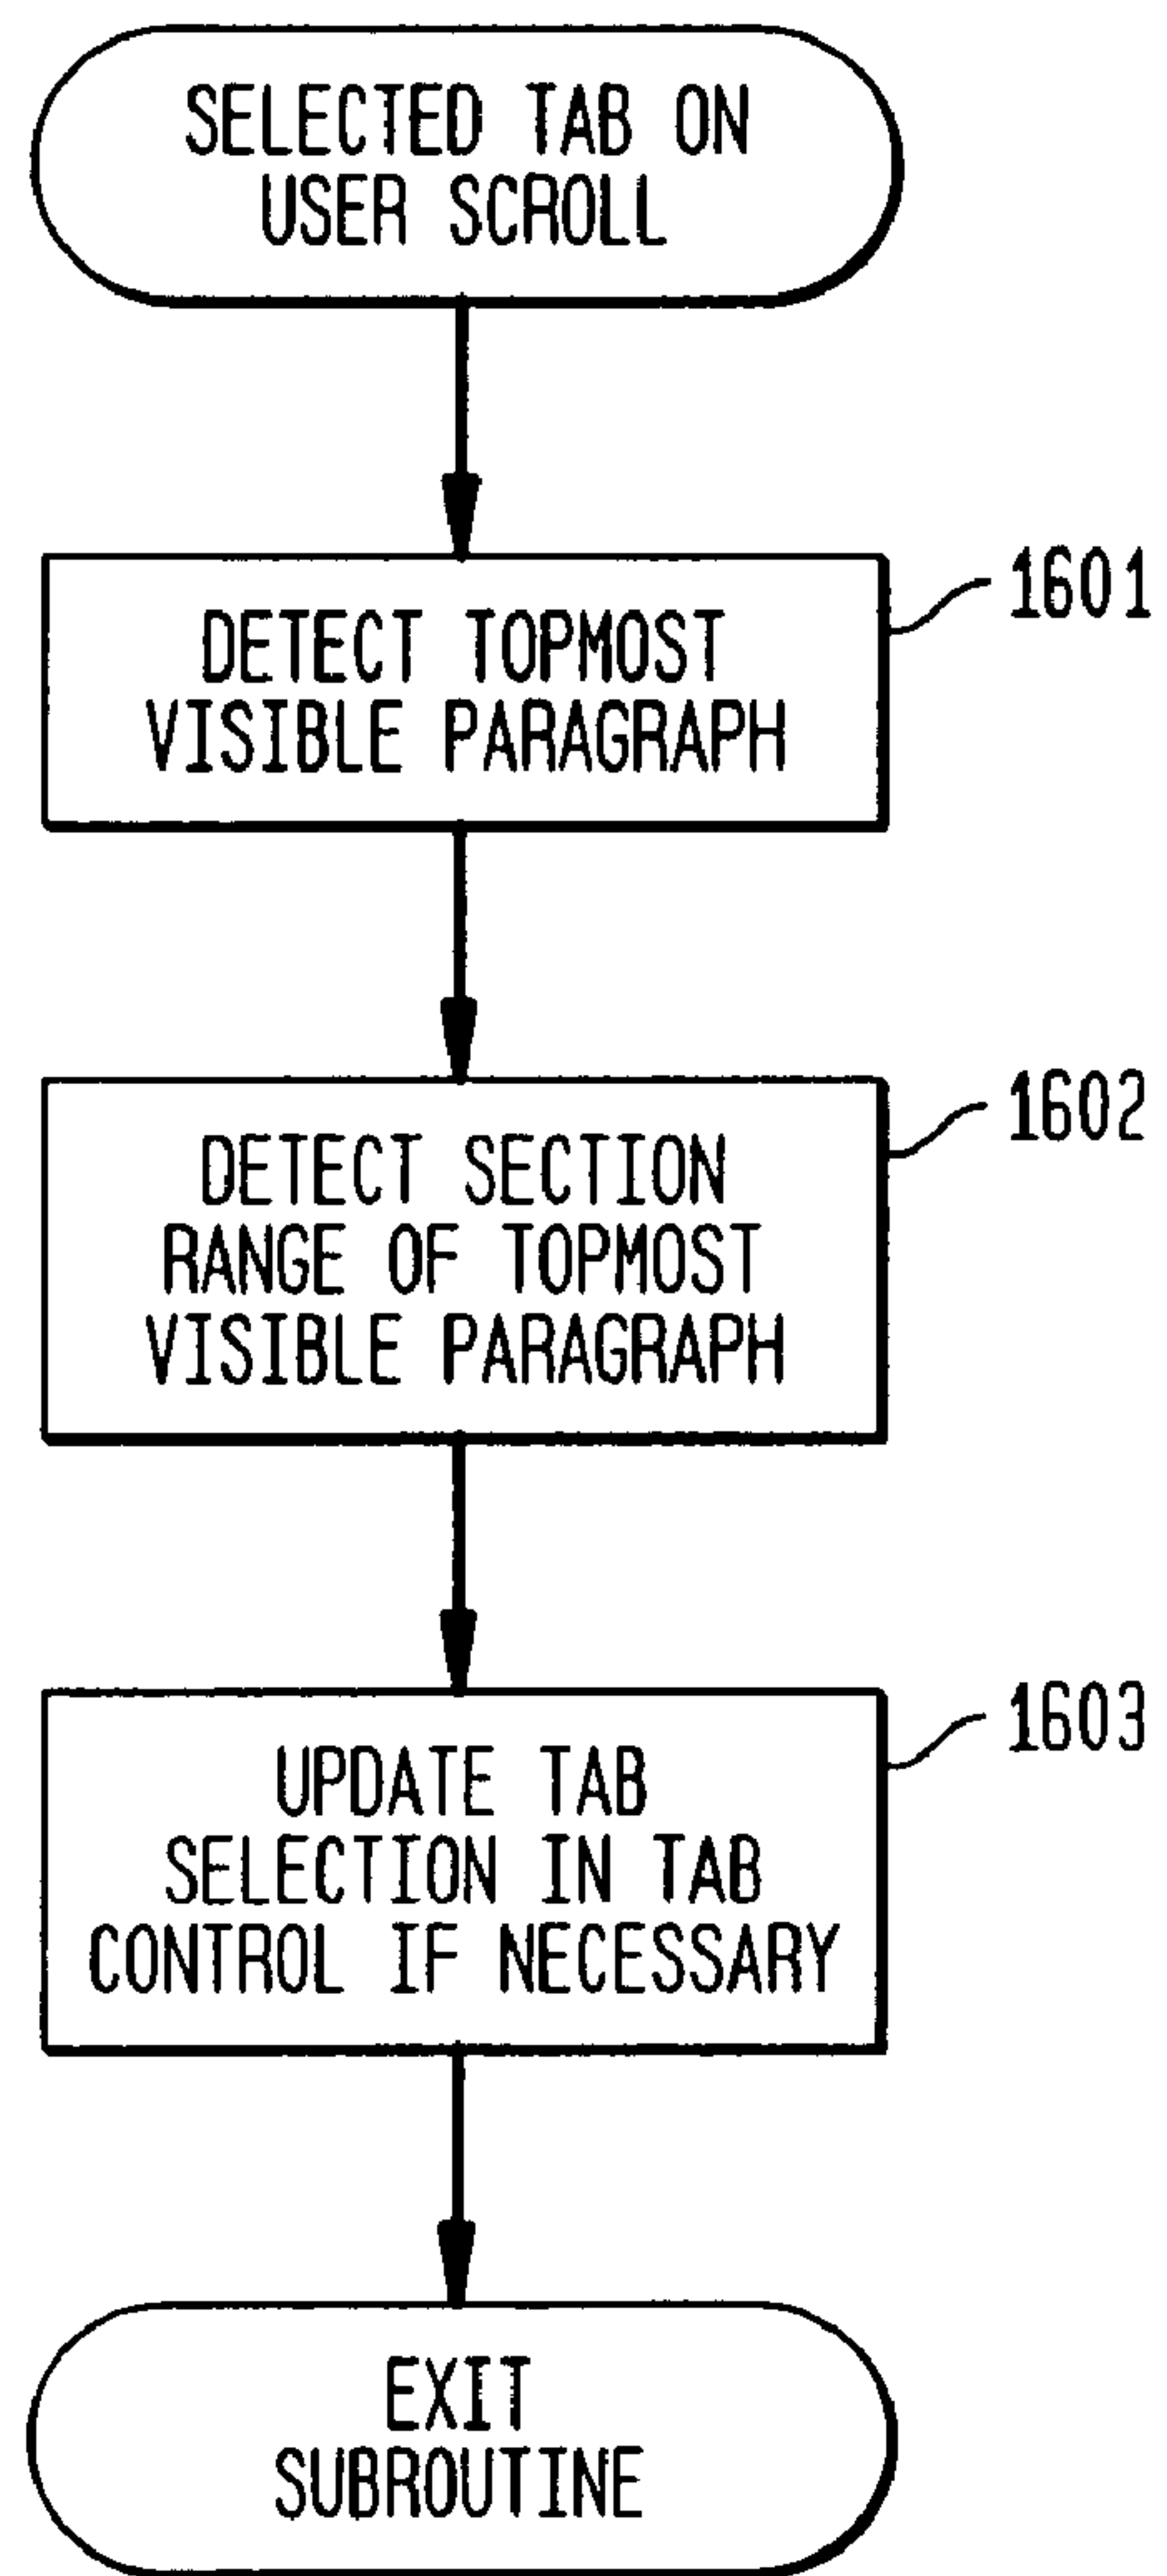 SELECTED TAB ON
USER SCROLL
DETECT TOPMOST
VISIBLE PARAGRAPH
1601
DETECT SECTION
RANGE OF TOPMOST
VISIBLE PARAGRAPH
1602
UPDATE TAB
SELECTION IN TAB
CONTROL IF NECESSARY
1603
EXIT
SUBROUTINE